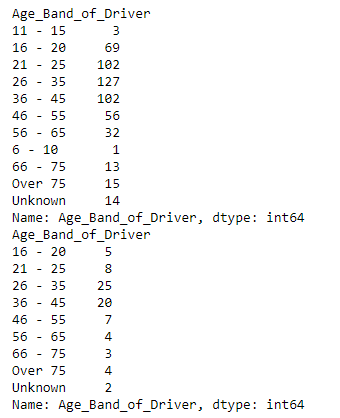 Age_Band_of_Driver
11 - 15 3
16 - 20 69
21 - 25 102
26 - 35 127
36 - 45 102
46 - 55 56
56 - 65 32
6 - 10 1
66 - 75 13
Over 75 15
Unknown 14
Name: Age_Band_of_Driver, dtype: int64
Age_Band_of_Driver
16 - 20 5
21 - 25 8
26 - 35 25
36 - 45 20
46 - 55 7
56 - 65 4
66 - 75 3
Over 75 4
Unknown 2
Name: Age_Band_of_Driver, dtype: int64